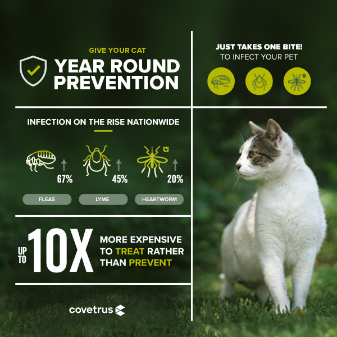 GIVE YOUR CAT
YEAR ROUND
PREVENTION
JUST TAKES ONE BITE!
TO INFECT YOUR PET
INFECTION ON THE RISE NATIONWIDE
67%
45%
20%
FLEAS
LYME
HEARTWORM
UP TO
10X
MORE EXPENSIVE
TO TREAT RATHER
THAN PREVENT
covetrus